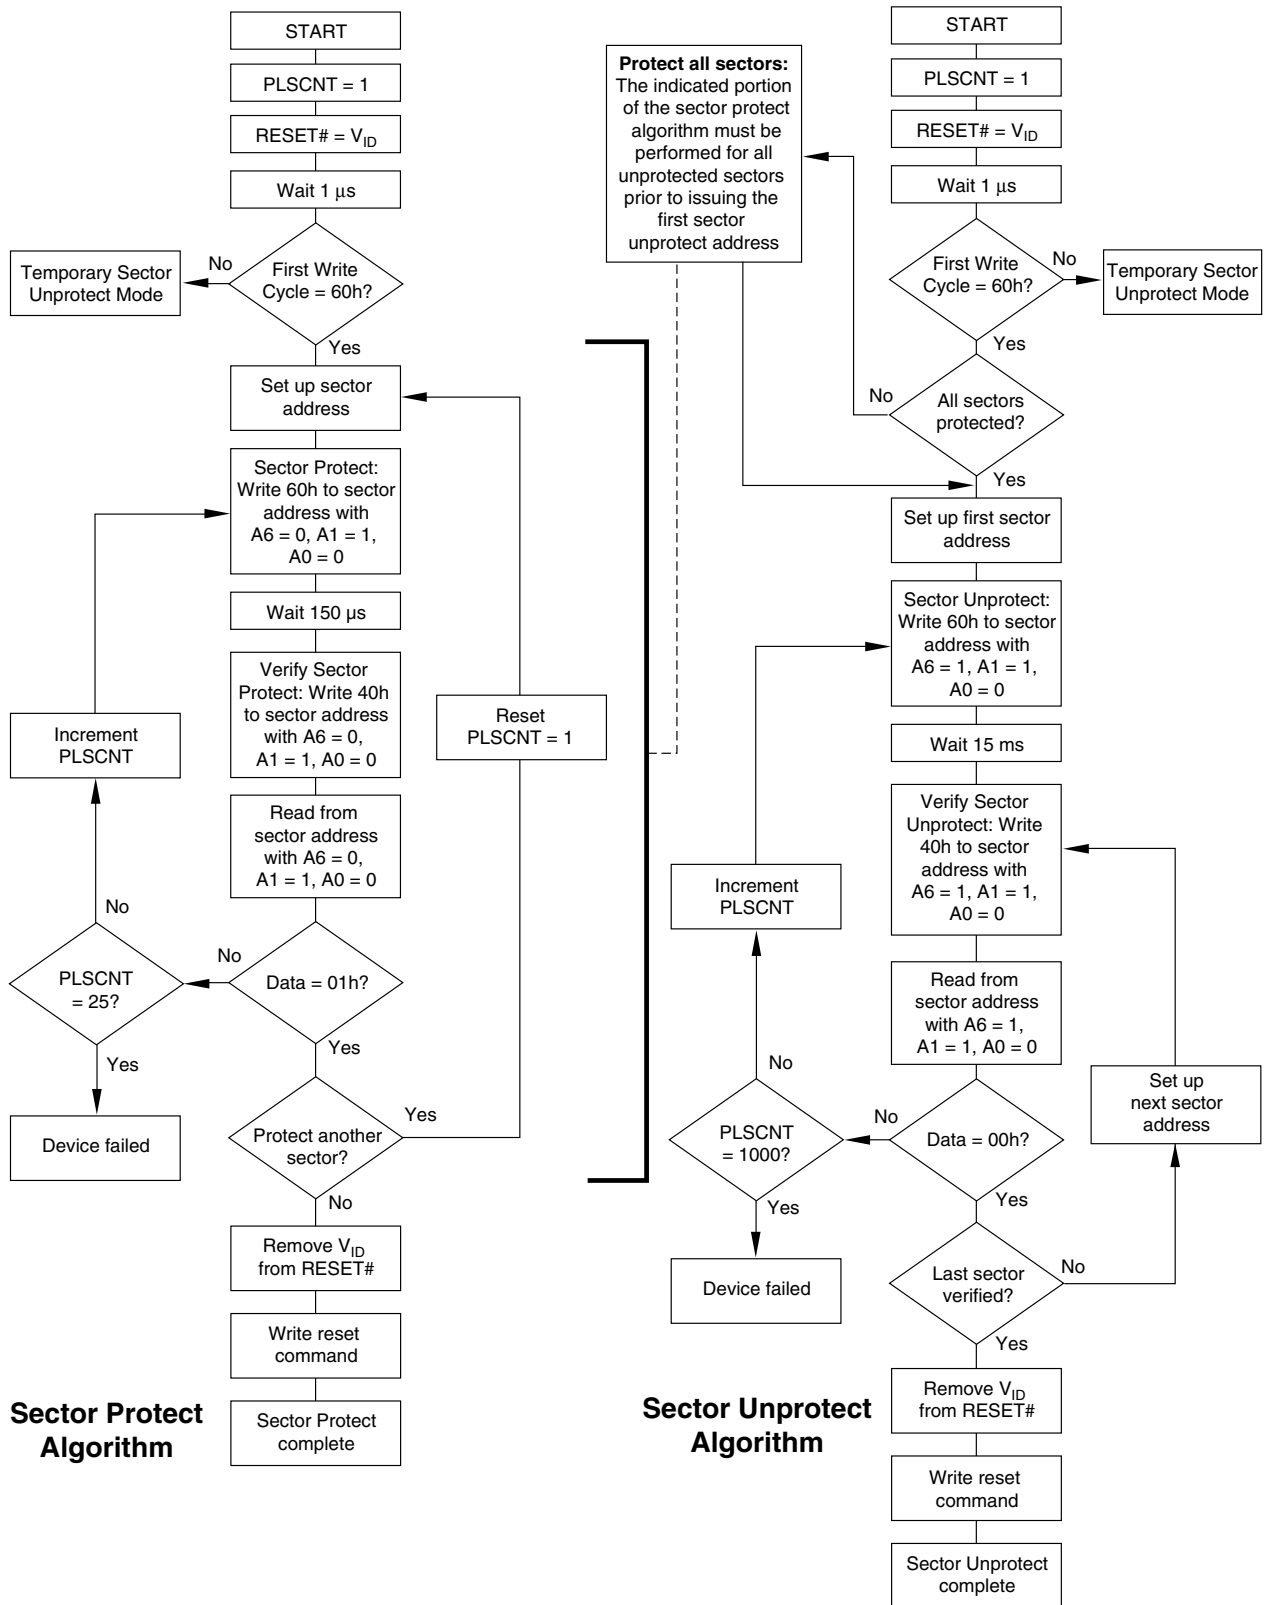 START
PLSCNT = 1
RESET# = VID
Wait 1 μs
First Write
Cycle = 60h?
No
Temporary Sector
Unprotect Mode
Yes
Set up sector
address
Sector Protect:
Write 60h to sector
address with
A6 = 0, A1 = 1,
A0 = 0
Wait 150 µs
Verify Sector
Protect: Write 40h
to sector address
with A6 = 0,
A1 = 1, A0 = 0
Reset
PLSCNT = 1
Increment
PLSCNT
Read from
sector address
with A6 = 0,
A1 = 1, A0 = 0
No
PLSCNT
= 25?
No
Data = 01h?
Yes
Yes
Device failed
Protect another
sector?
Yes
No
Remove VID
from RESET#
Write reset
command
Sector Protect
complete
Sector Protect
Algorithm
Protect all sectors:
The indicated portion
of the sector protect
algorithm must be
performed for all
unprotected sectors
prior to issuing the
first sector
unprotect address
START
PLSCNT = 1
RESET# = VID
Wait 1 μs
First Write
Cycle = 60h?
No
Temporary Sector
Unprotect Mode
Yes
No
All sectors
protected?
Yes
Set up first sector
address
Sector Unprotect:
Write 60h to sector
address with
A6 = 1, A1 = 1,
A0 = 0
Wait 15 ms
Verify Sector
Unprotect: Write
40h to sector
address with
A6 = 1, A1 = 1,
A0 = 0
Increment
PLSCNT
Read from
sector address
with A6 = 1,
A1 = 1, A0 = 0
No
Set up
next sector
address
PLSCNT
= 1000?
No
Data = 00h?
Yes
Yes
Device failed
Last sector
verified?
No
Yes
Remove VID
from RESET#
Write reset
command
Sector Unprotect
complete
Sector Unprotect
Algorithm